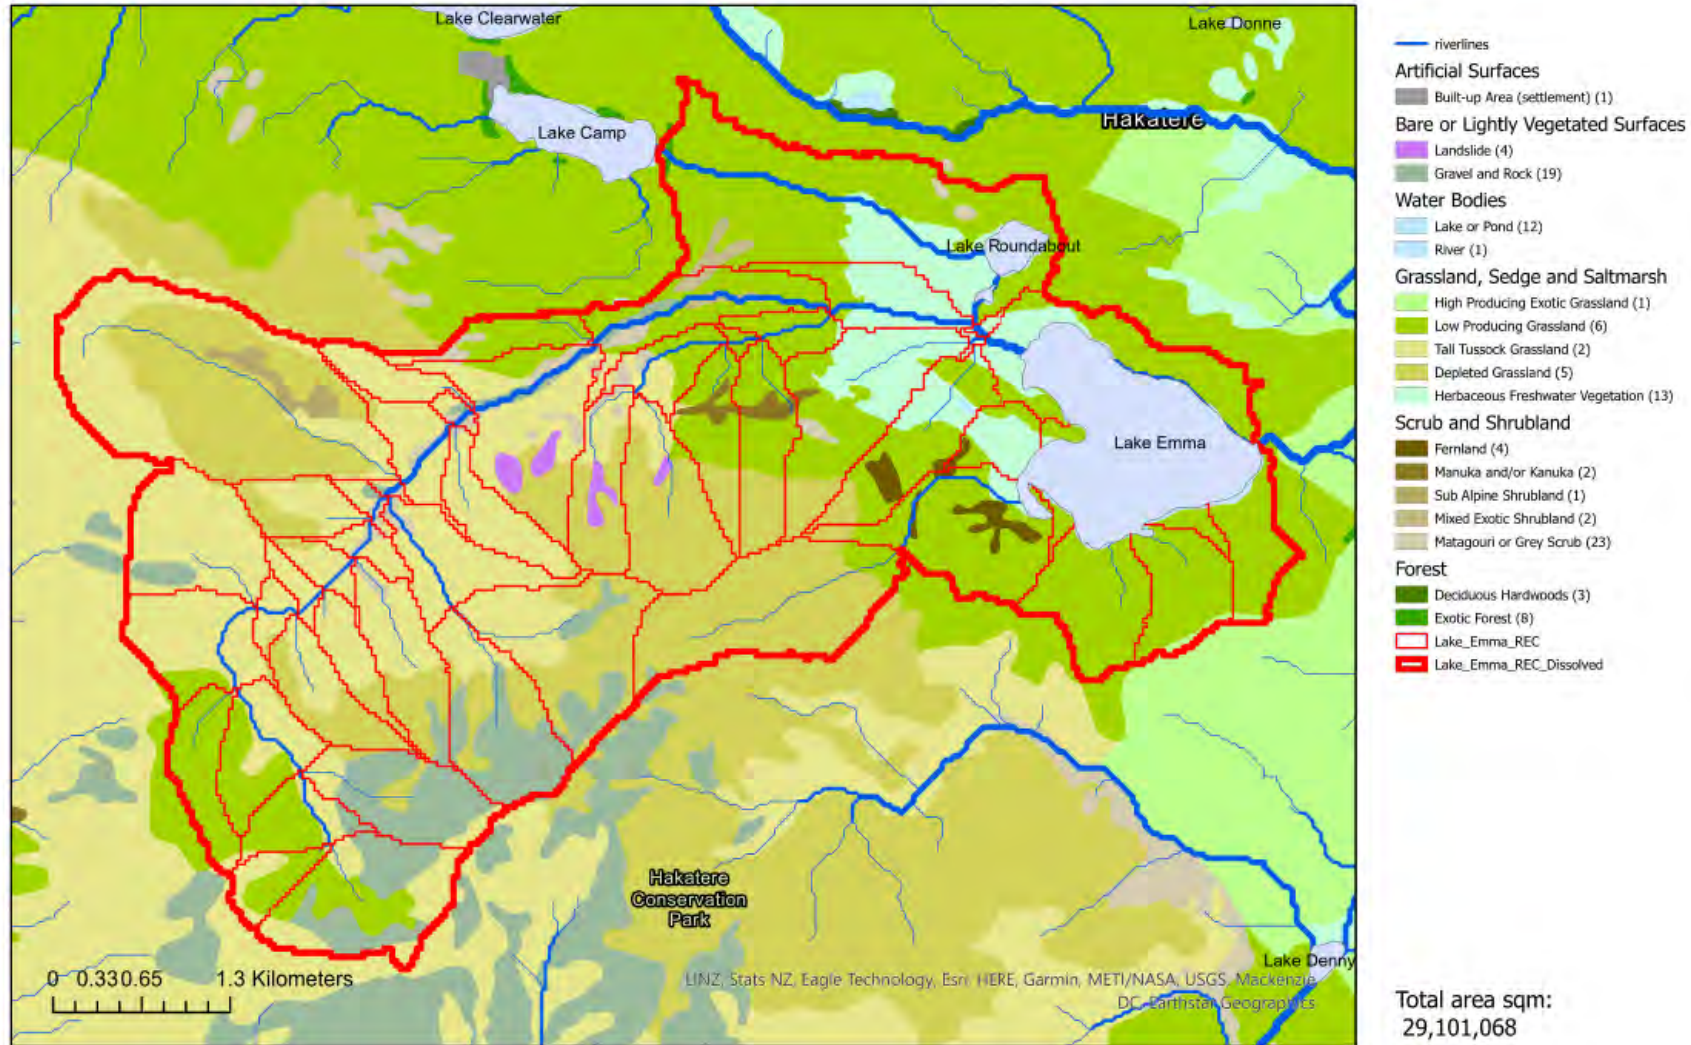 Lake Clearwater
Lake Donne
Lake Camp
Hakatere
Lake Roundabout
Lake Emma
Hakatere
Conservation
Park
Lake Denny
0 0.33 0.65 1.3 Kilometers
LINZ, Stats NZ, Eagle Technology, Esri, HERE, Garmin, METI/NASA, USGS, Mackenzie
DC, Earthstar Geographics
riverlines
Artificial Surfaces
Built-up Area (settlement) (1)
Bare or Lightly Vegetated Surfaces
Landslide (4)
Gravel and Rock (19)
Water Bodies
Lake or Pond (12)
River (1)
Grassland, Sedge and Saltmarsh
High Producing Exotic Grassland (1)
Low Producing Grassland (6)
Tall Tussock Grassland (2)
Depleted Grassland (5)
Herbaceous Freshwater Vegetation (13)
Scrub and Shrubland
Fernland (4)
Manuka and/or Kanuka (2)
Sub Alpine Shrubland (1)
Mixed Exotic Shrubland (2)
Matagouri or Grey Scrub (23)
Forest
Deciduous Hardwoods (3)
Exotic Forest (8)
Lake_Emma_REC
Lake_Emma_REC_Dissolved
Total area sqm:
29,101,068